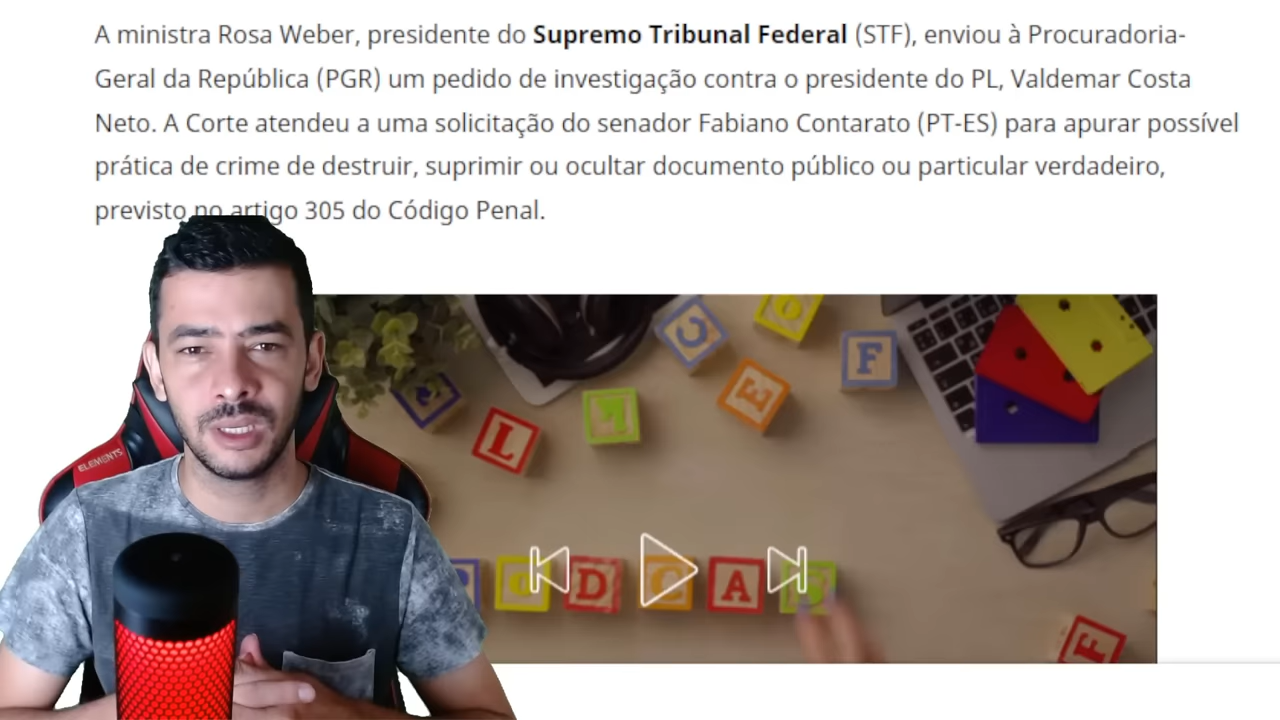 A ministra Rosa Weber, presidente do Supremo Tribunal Federal (STF), enviou à Procuradoria-
Geral da República (PGR) um pedido de investigação contra o presidente do PL, Valdemar Costa
Neto. A Corte atendeu a uma solicitação do senador Fabiano Contarato (PT-ES) para apurar possível
prática de crime de destruir, suprimir ou ocultar documento público ou particular verdadeiro,
previsto no artigo 305 do Código Penal.
O
F
E
L
ELEMENTS
D C A
F